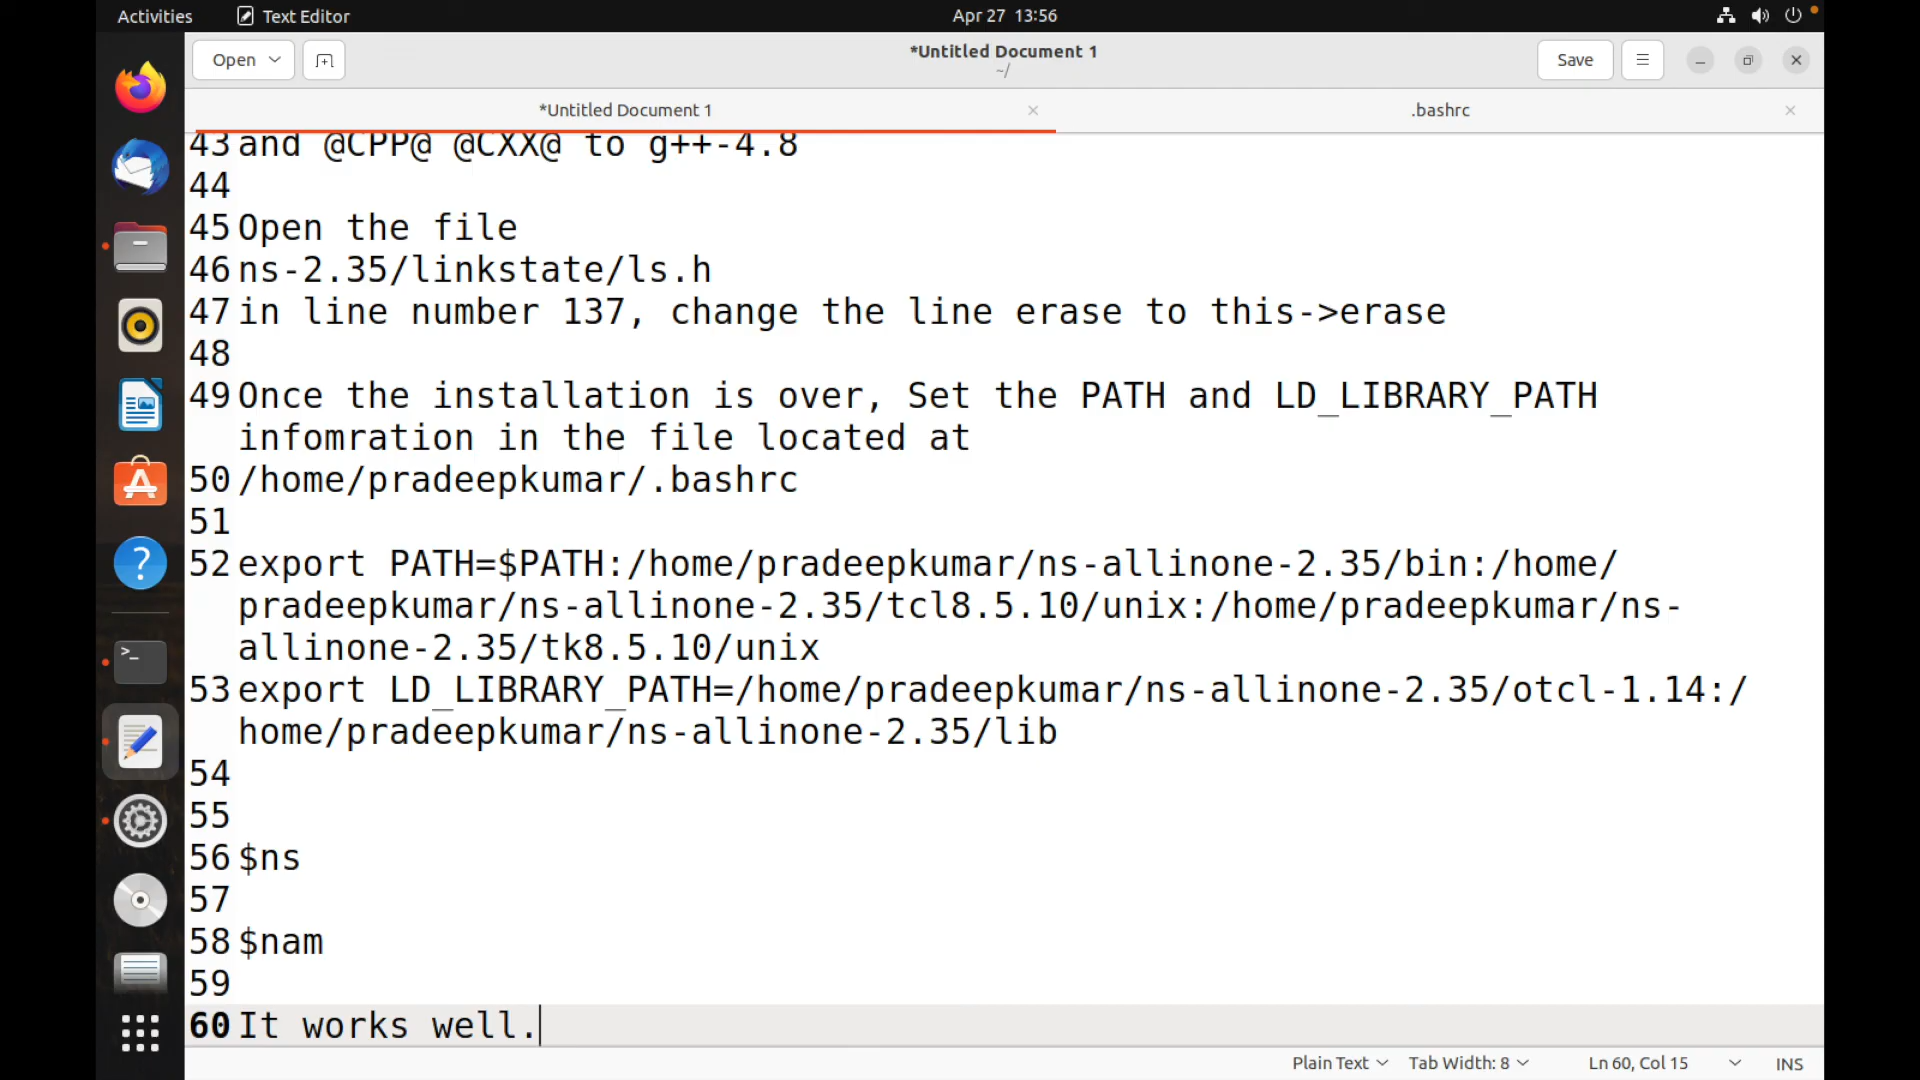 Activities
Text Editor
Apr 27 13:56
Open
*Untitled Document 1
~/
Save
*Untitled Document 1
.bashrc
43 and @CPP@ @CXX@ to g++-4.8
44
45 Open the file
46 ns-2.35/linkstate/ls.h
47 in line number 137, change the line erase to this->erase
48
49 Once the installation is over, Set the PATH and LD_LIBRARY_PATH
infomration in the file located at
50 /home/pradeepkumar/.bashrc
51
52 export PATH=$PATH:/home/pradeepkumar/ns-allinone-2.35/bin:/home/
pradeepkumar/ns-allinone-2.35/tcl8.5.10/unix:/home/pradeepkumar/ns-
allinone-2.35/tk8.5.10/unix
53 export LD_LIBRARY_PATH=/home/pradeepkumar/ns-allinone-2.35/otcl-1.14:/
home/pradeepkumar/ns-allinone-2.35/lib
54
55
56 $ns
57
58 $nam
59
60 It works well.
Plain Text
Tab Width: 8
Ln 60, Col 15
INS